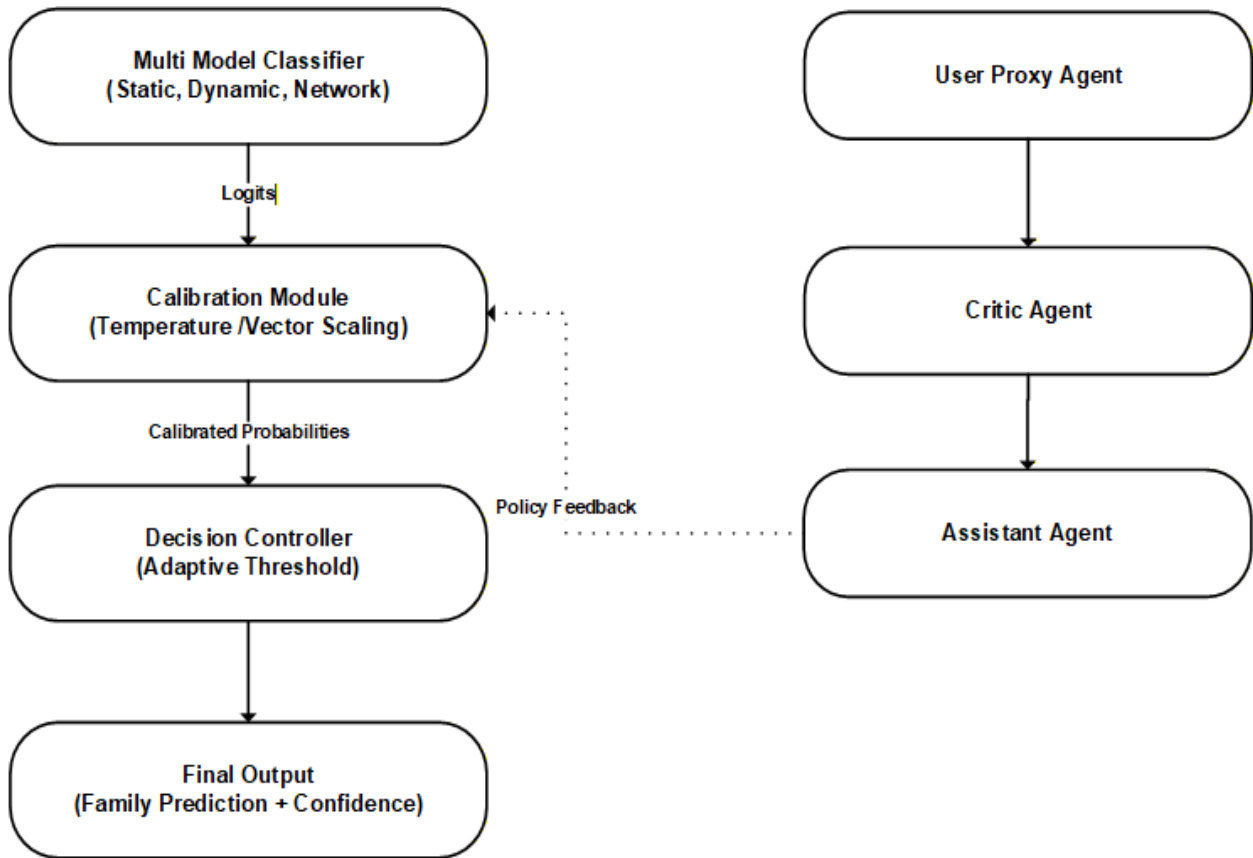 Multi Model Classifier
( Static, Dynamic, Network)
Logits
Calibration Module
(Temperature /Vector Scaling)
Calibrated Probabilities
Decision Controller
(Adaptive Threshold)
Final Output
(Family Prediction + Confidence)
Policy Feedback
User Proxy Agent
Critic Agent
Assistant Agent